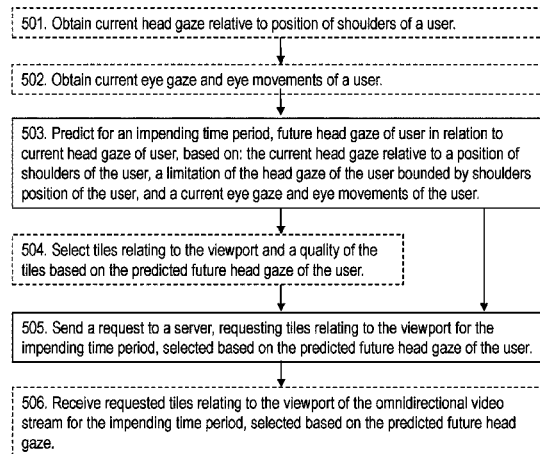 501. Obtain current head gaze relative to position of shoulders of a user.
502. Obtain current eye gaze and eye movements of a user.
503. Predict for an impending time period, future head gaze of user in relation to
current head gaze of user, based on: the current head gaze relative to a position of
shoulders of the user, a limitation of the head gaze of the user bounded by shoulders
position of the user, and a current eye gaze and eye movements of the user.
504. Select tiles relating to the viewport and a quality of the
tiles based on the predicted future head gaze of the user.
505. Send a request to a server, requesting tiles relating to the viewport for the
impending time period, selected based on the predicted future head gaze of the user.
506. Receive requested tiles relating to the viewport of the omnidirectional video
stream for the impending time period, selected based on the predicted future head
gaze.